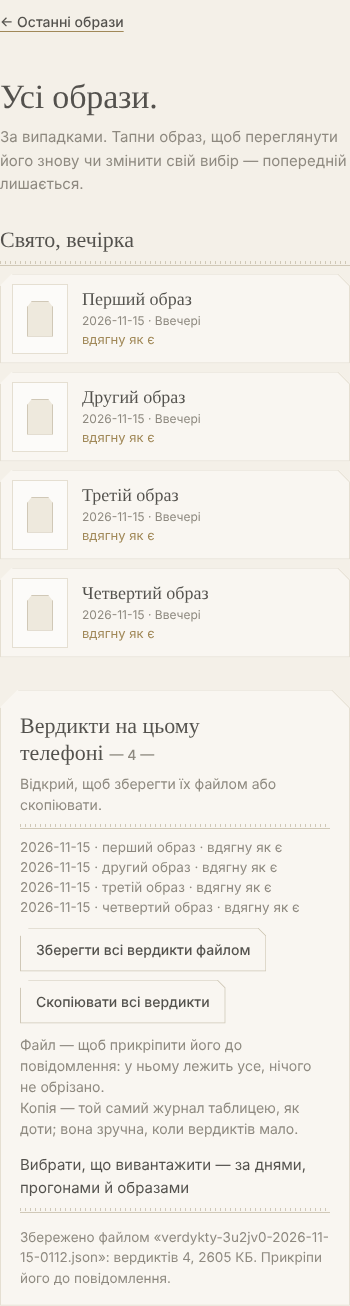 ← Останні образи
Усі образи.
За випадками. Тапни образ, щоб переглянути
його знову чи змінити свій вибір — попередній
лишається.
Свято, вечірка
Перший образ
2026-11-15 · Ввечері
вдягну як є
Другий образ
2026-11-15 · Ввечері
вдягну як є
Третій образ
2026-11-15 · Ввечері
вдягну як є
Четвертий образ
2026-11-15 · Ввечері
вдягну як є
Вердикти на цьому
телефоні — 4 —
Відкрий, щоб зберегти їх файлом або
скопіювати.
2026-11-15 · перший образ · вдягну як є
2026-11-15 · другий образ · вдягну як є
2026-11-15 · третій образ · вдягну як є
2026-11-15 · четвертий образ · вдягну як є
Зберегти всі вердикти файлом
Скопіювати всі вердикти
Файл — щоб прикріпити його до
повідомлення: у ньому лежить усе, нічого
не обрізано.
Копія — той самий журнал таблицею, як
доти; вона зручна, коли вердиктів мало.
Вибрати, що вивантажити — за днями,
прогонами й образами
Збережено файлом «verdykty-3u2jv0-2026-11-
15-0112.json»: вердиктів 4, 2605 КБ. Прикріпи
його до повідомлення.